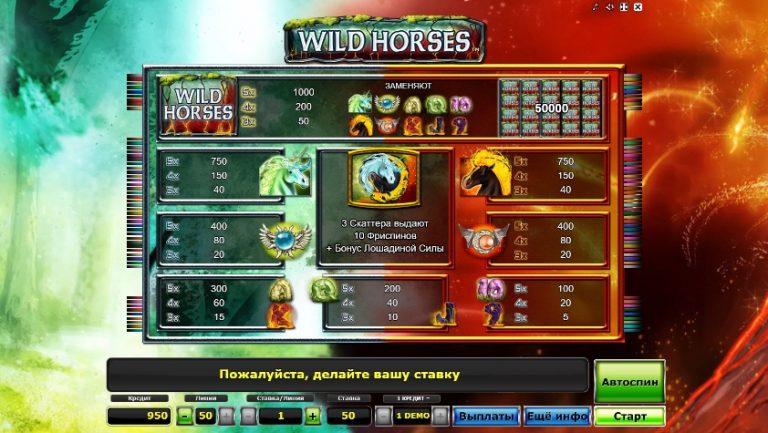 WILD HORSES
WILD HORSES
5x 1000
4x 200
3x 50
ЗАМЕНЯЮТ
50000
5x 750
4x 150
3x 40
5x 750
4x 150
3x 40
3 Скаттера выдают
10 Фриспинов
+ Бонус Лошадиной Силы
5x 400
4x 80
3x 20
5x 400
4x 80
3x 20
5x 300
4x 60
3x 15
5x 200
4x 40
3x 10
J
5x 100
4x 20
3x 5
Пожалуйста, делайте вашу ставку
Автоспин
Кредит Линии Ставка/Линия Ставка 1 КРЕДИТ =
950 - 50 1 + 50 1 DEMO Выплаты Ещё инфо Старт